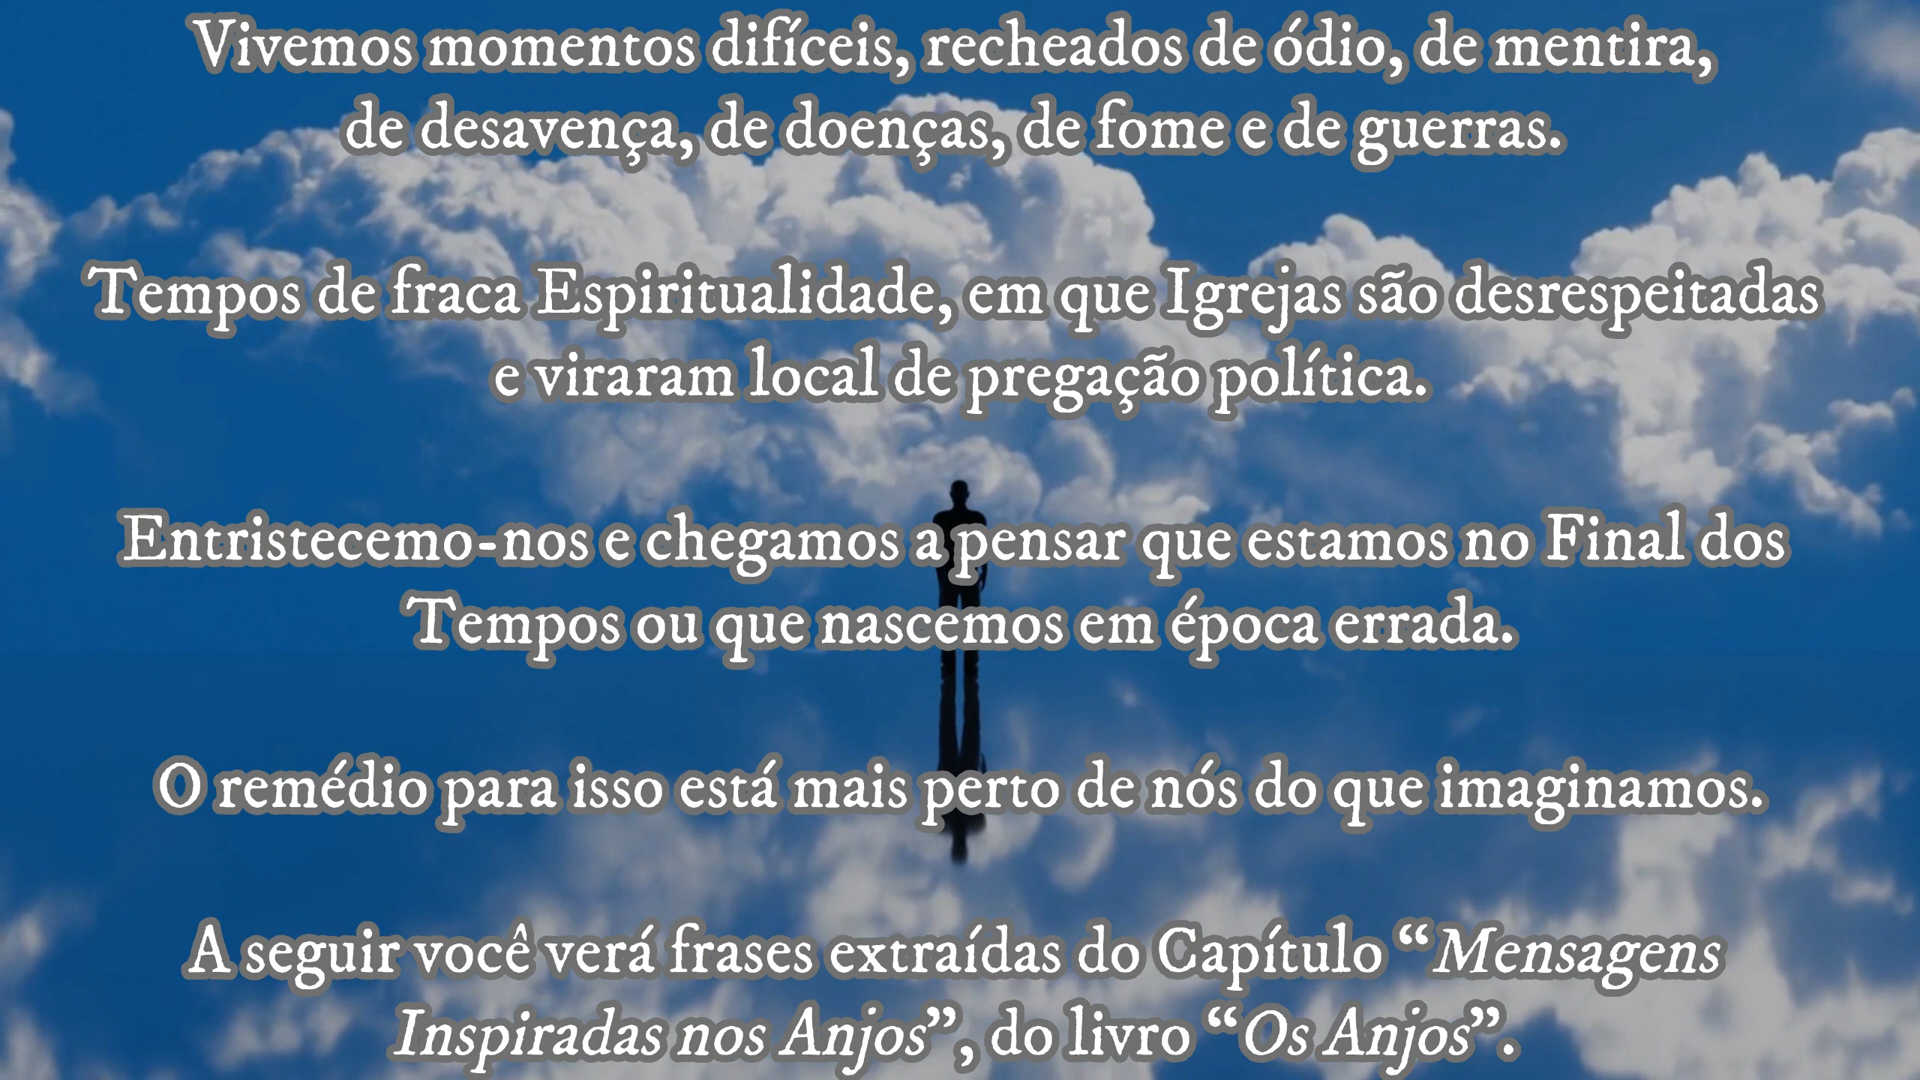 Vivemos momentos difíceis, recheados de ódio, de mentira,
de desavença, de doenças, de fome e de guerras.
Tempos de fraca Espiritualidade, em que Igrejas são desrespeitadas
e viraram local de pregação política.
Entristecemo-nos e chegamos a pensar que estamos no Final dos
Tempos ou que nascemos em época errada.
O remédio para isso está mais perto de nós do que imaginamos.
A seguir você verá frases extraídas do Capítulo “Mensagens
Inspiradas nos Anjos”, do livro “Os Anjos”.